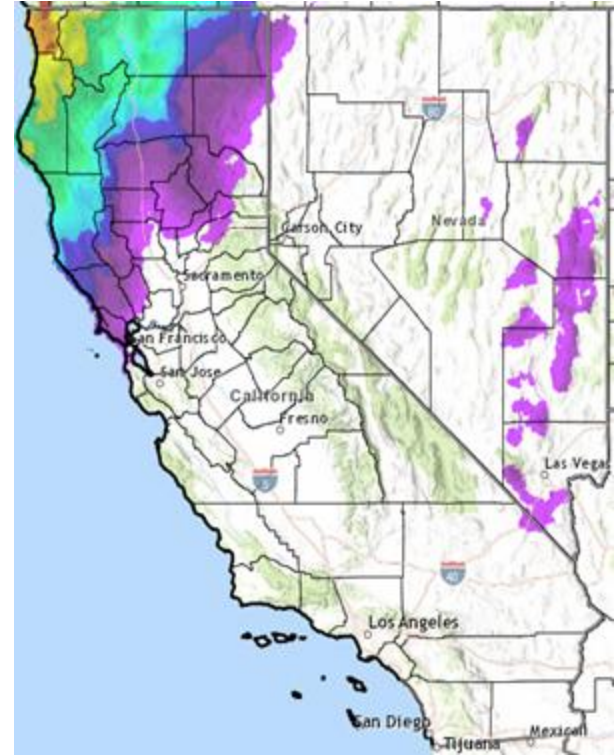 80
Nevada
Carson City
Sacramento
San Francisco
San Jose
California
Fresno
5
Las Vega
40
Los Angeles
San Diego
Tijuana
Mexicali